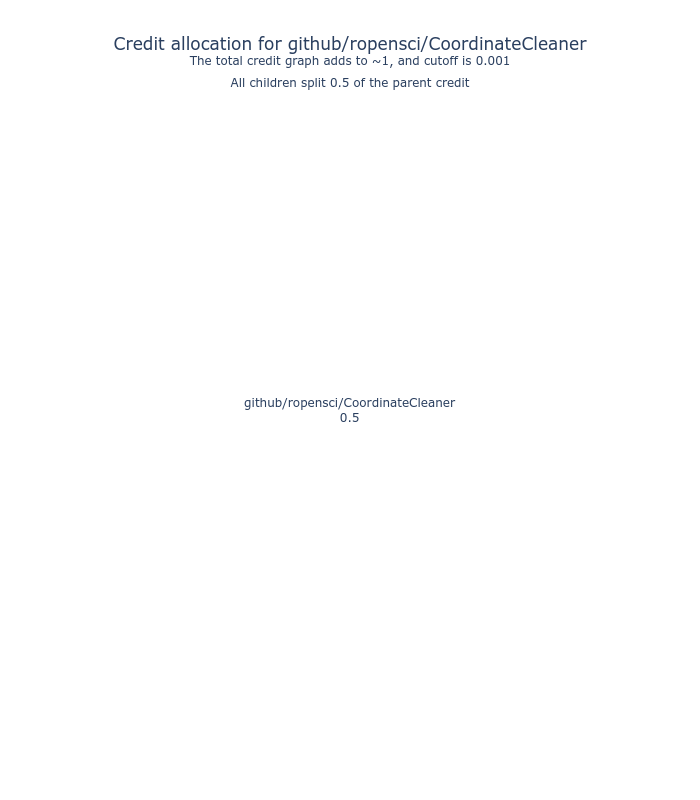 Credit allocation for github/ropensci/CoordinateCleaner
The total credit graph adds to ~1, and cutoff is 0.001
All children split 0.5 of the parent credit
github/ropensci/CoordinateCleaner
0.5